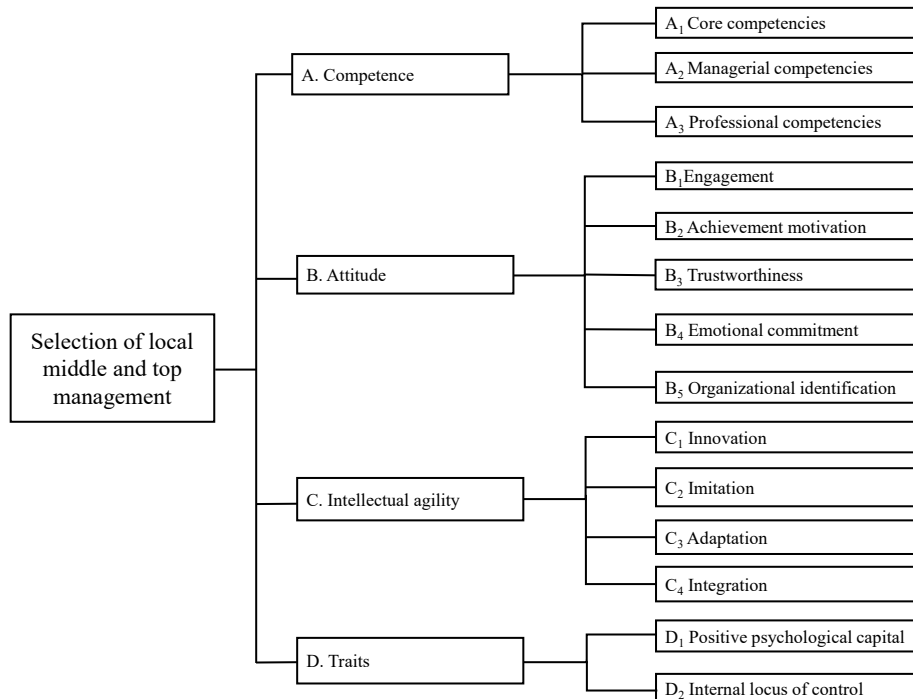 Selection of local
middle and top
management
A. Competence
A₁ Core competencies
A₂ Managerial competencies
A₃ Professional competencies
B. Attitude
B₁Engagement
B₂ Achievement motivation
B₃ Trustworthiness
B₄ Emotional commitment
B₅ Organizational identification
C. Intellectual agility
C₁ Innovation
C₂ Imitation
C₃ Adaptation
C₄ Integration
D. Traits
D₁ Positive psychological capital
D₂ Internal locus of control